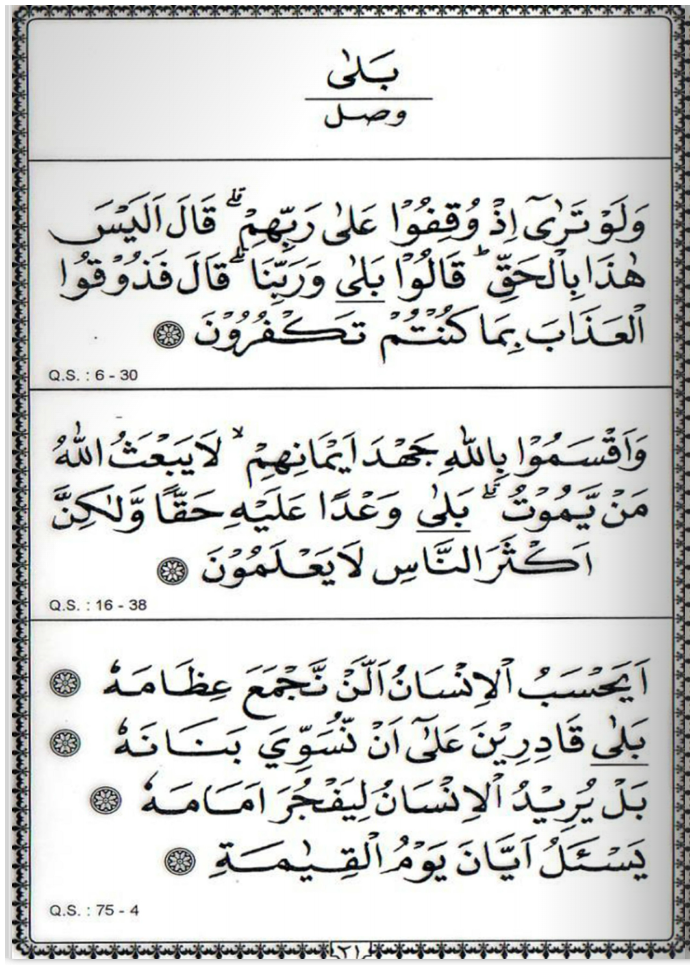 بَلٰى
وصل
وَلَوْ تَرٰىٓ اِذْ وُقِفُوْا عَلٰى رَبِّهِمْ ۗ قَالَ اَلَيْسَ
هٰذَا بِالْحَقِّ ۗ قَالُوْا بَلٰى وَرَبِّنَا ۗ قَالَ فَذُوْقُوا
الْعَذَابَ بِمَا كُنْتُمْ تَكْفُرُوْنَ ۞
Q.S. : 6 - 30
وَاَقْسَمُوْا بِاللّٰهِ جَهْدَ اَيْمَانِهِمْ ۙ لَا يَبْعَثُ اللّٰهُ
مَنْ يَّمُوْتُ ۗ بَلٰى وَعْدًا عَلَيْهِ حَقًّا وَّلٰكِنَّ
اَكْثَرَ النَّاسِ لَا يَعْلَمُوْنَ ۞
Q.S. : 16 - 38
اَيَحْسَبُ الْاِنْسَانُ اَلَّنْ نَّجْمَعَ عِظَامَهٗ ۞
بَلٰى قَادِرِيْنَ عَلٰٓى اَنْ نُّسَوِّيَ بَنَانَهٗ ۞
بَلْ يُرِيْدُ الْاِنْسَانُ لِيَفْجُرَ اَمَامَهٗ ۞
يَسْئَلُ اَيَّانَ يَوْمُ الْقِيٰمَةِ ۞
Q.S. : 75 - 4
٢١